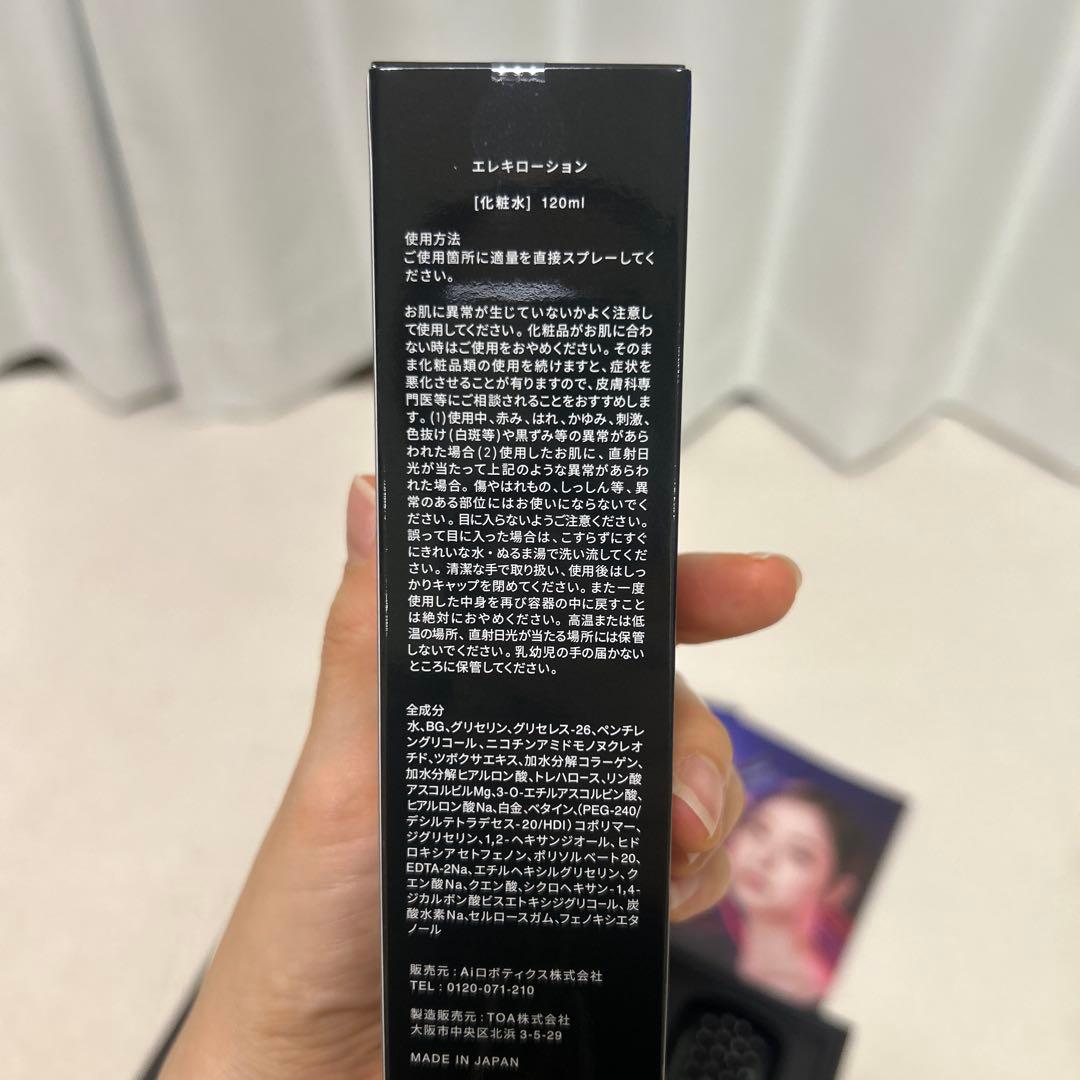 エレキローション
[化粧水] 120ml
使用方法
ご使用箇所に適量を直接スプレーしてく
ださい。
お肌に異常が生じていないかよく注意し
て使用してください。化粧品がお肌に合わ
ない時はご使用をおやめください。そのま
ま化粧品類の使用を続けますと、症状を
悪化させることが有りますので、皮膚科専
門医等にご相談されることをおすすめしま
す。(1)使用中、赤み、はれ、かゆみ、刺激、
色抜け(白斑等)や黒ずみ等の異常があら
われた場合(2)使用したお肌に、直射日
光が当たって上記のような異常があらわ
れた場合。傷やはれもの、しっしん等、異
常のある部位にはお使いにならないでく
ださい。目に入らないようご注意ください。
誤って目に入った場合は、こすらずにすぐ
にきれいな水・ぬるま湯で洗い流してくだ
さい。清潔な手で取り扱い、使用後はしっ
かりキャップを閉めてください。また一度
使用した中身を再び容器の中に戻すこと
は絶対におやめください。高温または低
温の場所、直射日光が当たる場所には保管
しないでください。乳幼児の手の届かない
ところに保管してください。
全成分
水、BG、グリセリン、グリセレス-26、ペンチレ
ングリコール、ニコチンアミドモノヌクレオ
チド、ツボクサエキス、加水分解コラーゲン、
加水分解ヒアルロン酸、トレハロース、リン酸
アスコルビルMg、3-O-エチルアスコルビン酸、
ヒアルロン酸Na、白金、ベタイン、(PEG-240/
デシルテトラデセス-20/HDI)コポリマー、
ジグリセリン、1,2-ヘキサンジオール、ヒド
ロキシアセトフェノン、ポリソルベート20、
EDTA-2Na、エチルヘキシルグリセリン、ク
エン酸Na、クエン酸、シクロヘキサン-1,4-
ジカルボン酸ビスエトキシジグリコール、炭
酸水素Na、セルロースガム、フェノキシエタ
ノール
販売元：Aiロボティクス株式会社
TEL：0120-071-210
製造販売元：TOA株式会社
大阪市中央区北浜 3-5-29
MADE IN JAPAN